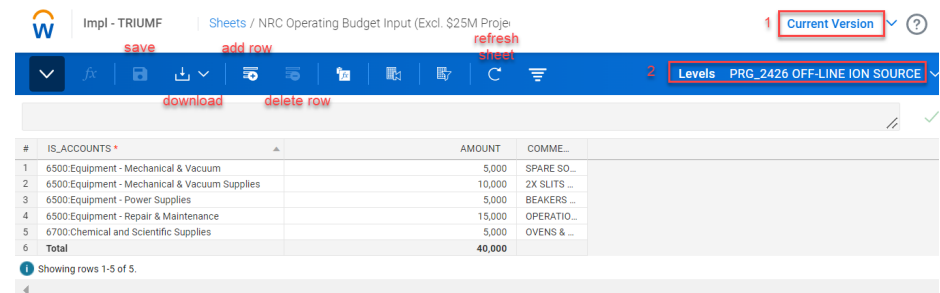 Impl - TRIUMF Sheets / NRC Operating Budget Input (Excl. $25M Proje 1 Current Version ?
save add row refresh
sheet
fx 2 Levels PRG_2426 OFF-LINE ION SOURCE
download delete row
# IS_ACCOUNTS * AMOUNT COMME...
1 6500:Equipment - Mechanical & Vacuum 5,000 SPARE SO...
2 6500:Equipment - Mechanical & Vacuum Supplies 10,000 2X SLITS ...
3 6500:Equipment - Power Supplies 5,000 BEAKERS ...
4 6500:Equipment - Repair & Maintenance 15,000 OPERATIO...
5 6700:Chemical and Scientific Supplies 5,000 OVENS & ...
6 Total 40,000
i Showing rows 1-5 of 5.